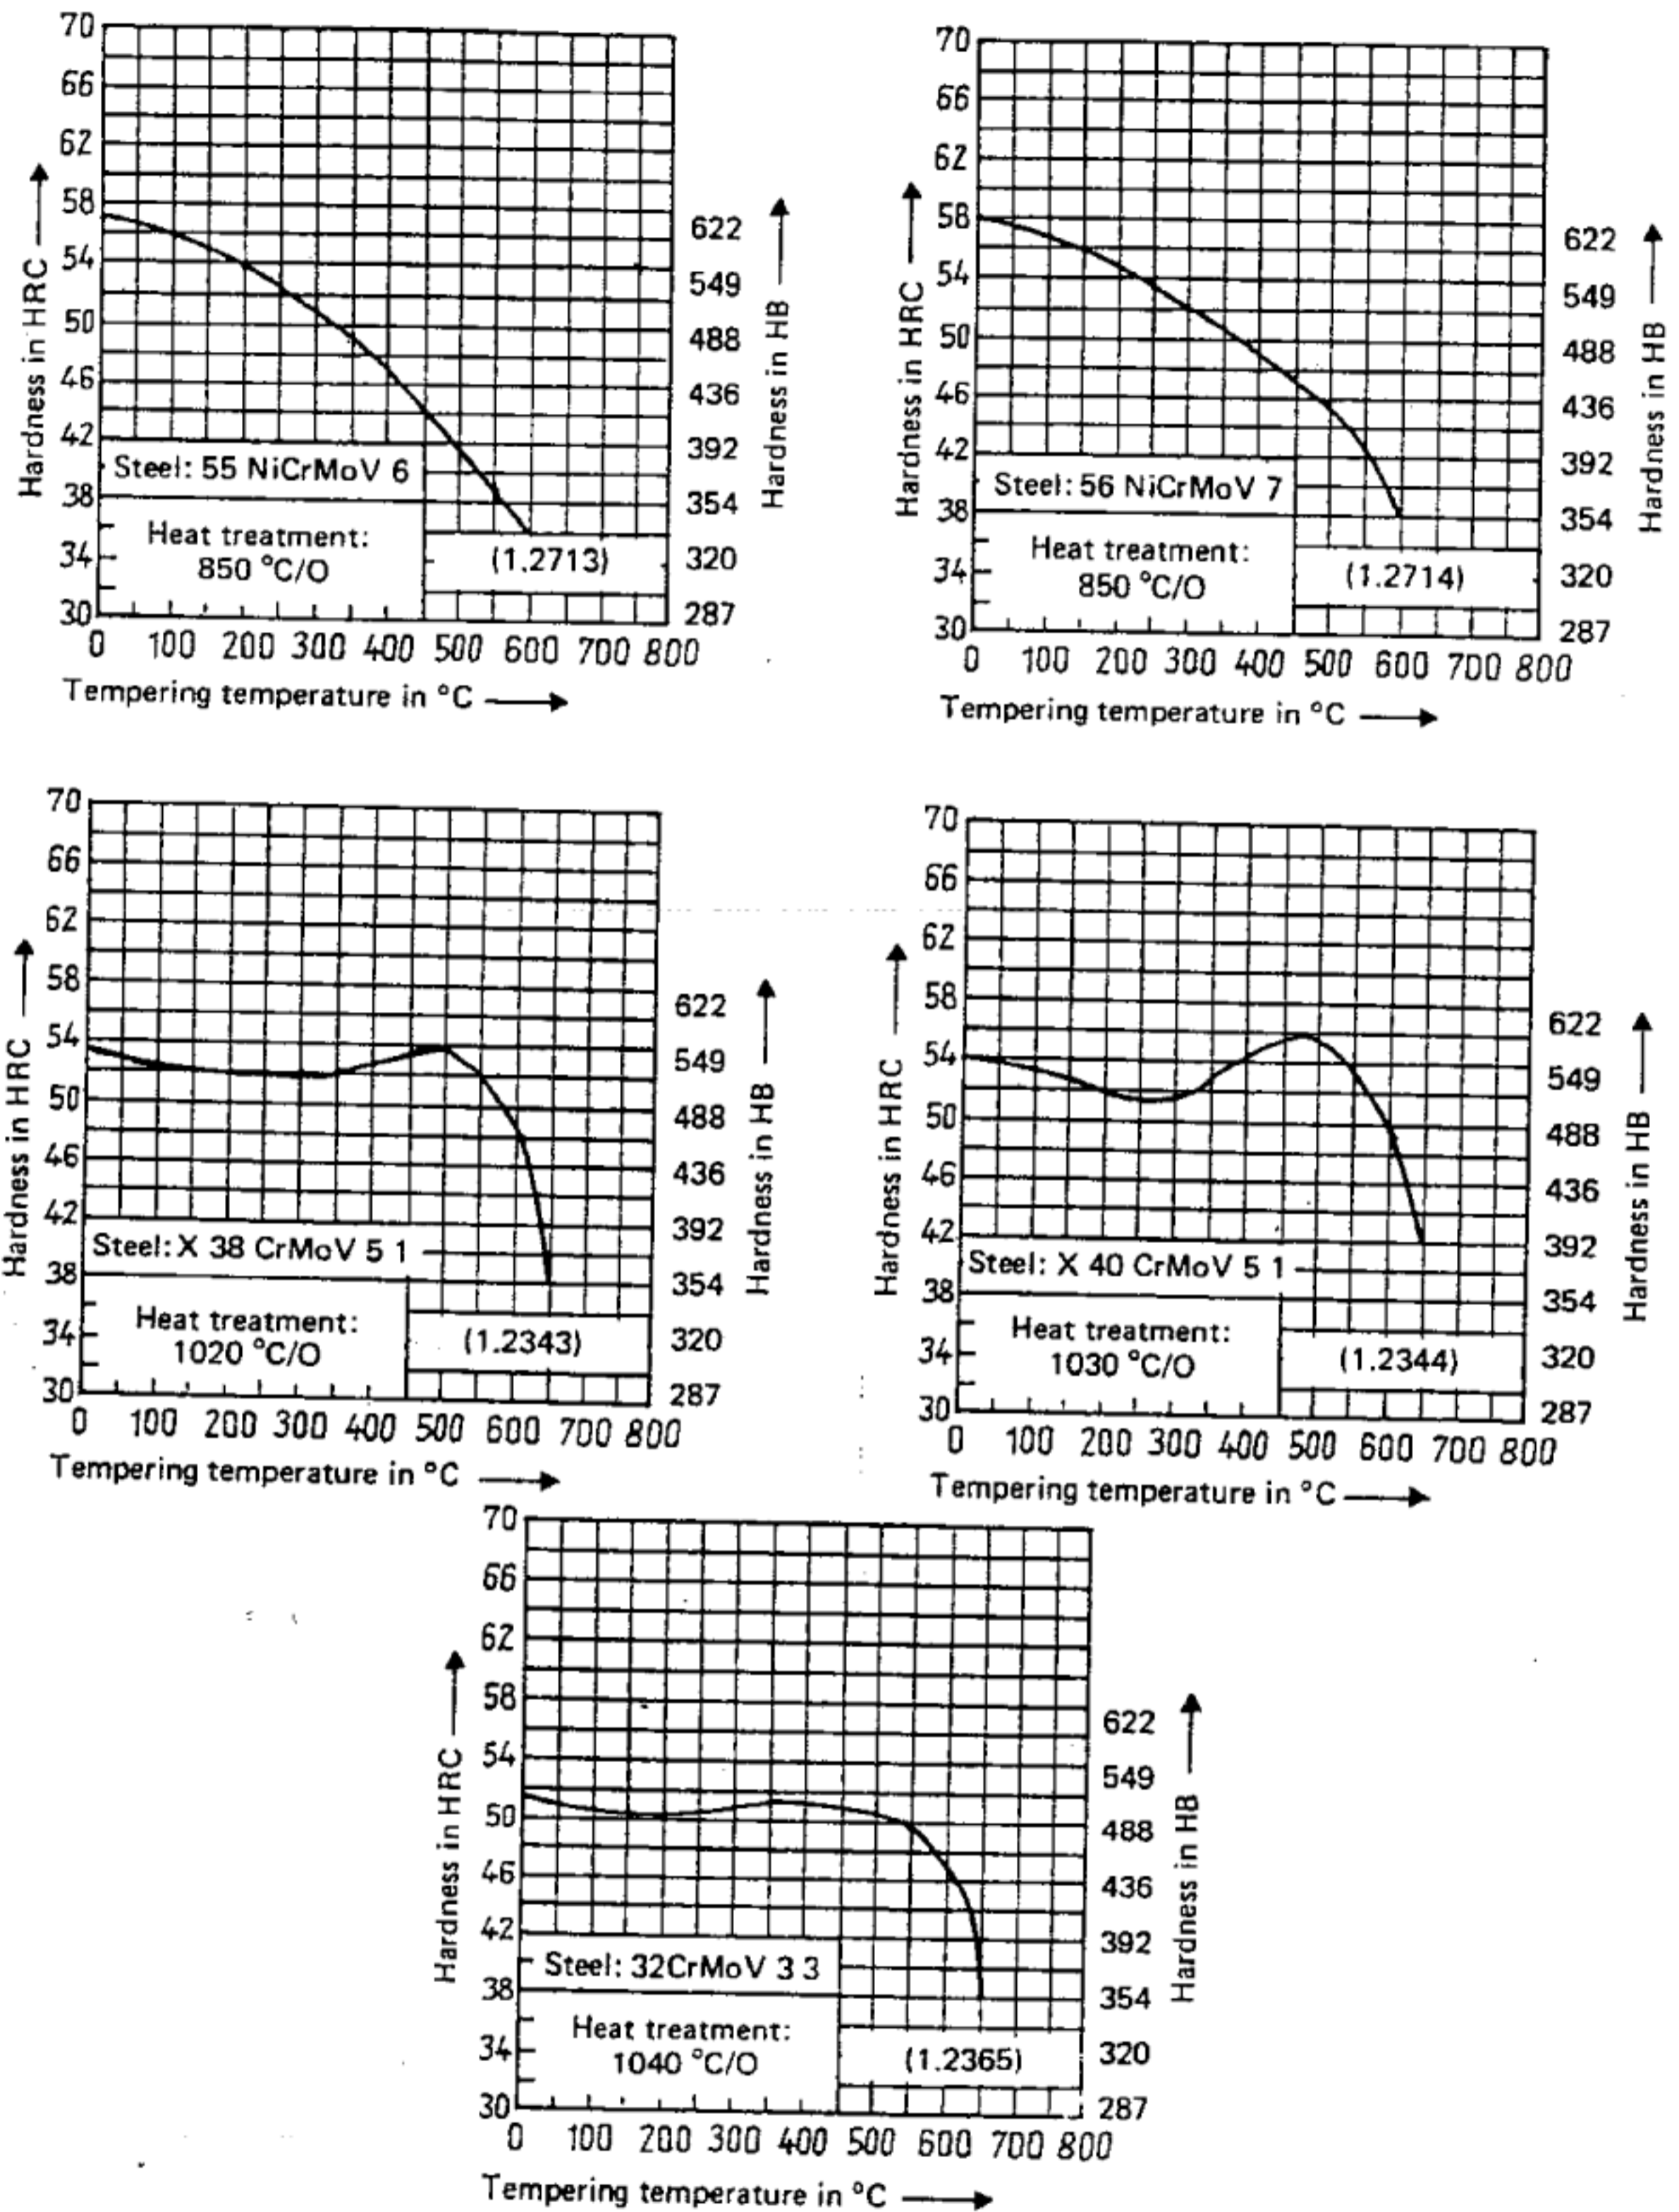 70
66
62
58
54
50
46
42
38
34
30
Hardness in HRC
622
549
488
436
392
354
320
287
Hardness in HB
Steel: 55 NiCrMoV 6
Heat treatment:
850 °C/O
(1.2713)
0 100 200 300 400 500 600 700 800
Tempering temperature in °C
70
66
62
58
54
50
46
42
38
34
30
Hardness in HRC
622
549
488
436
392
354
320
287
Hardness in HB
Steel: 56 NiCrMoV 7
Heat treatment:
850 °C/O
(1.2714)
0 100 200 300 400 500 600 700 800
Tempering temperature in °C
70
66
62
58
54
50
46
42
38
34
30
Hardness in HRC
622
549
488
436
392
354
320
287
Hardness in HB
Steel: X 38 CrMoV 5 1
Heat treatment:
1020 °C/O
(1.2343)
0 100 200 300 400 500 600 700 800
Tempering temperature in °C
70
66
62
58
54
50
46
42
38
34
30
Hardness in HRC
622
549
488
436
392
354
320
287
Hardness in HB
Steel: X 40 CrMoV 5 1
Heat treatment:
1030 °C/O
(1.2344)
0 100 200 300 400 500 600 700 800
Tempering temperature in °C
70
66
62
58
54
50
46
42
38
34
30
Hardness in HRC
622
549
488
436
392
354
320
287
Hardness in HB
Steel: 32CrMoV 3 3
Heat treatment:
1040 °C/O
(1.2365)
0 100 200 300 400 500 600 700 800
Tempering temperature in °C